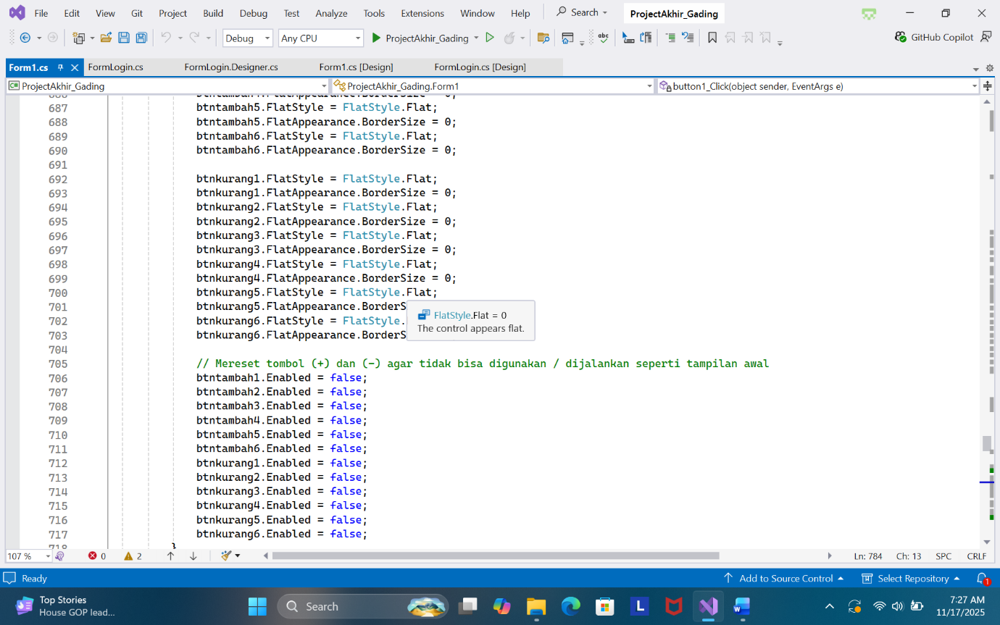 File Edit View Git Project Build Debug Test Analyze Tools Extensions Window Help Search ProjectAkhir_Gading
Debug Any CPU ProjectAkhir_Gading abc GitHub Copilot
Form1.cs FormLogin.cs FormLogin.Designer.cs Form1.cs [Design] FormLogin.cs [Design]
C# ProjectAkhir_Gading ProjectAkhir_Gading.Form1 button1_Click(object sender, EventArgs e)
686 btntambah4.FlatAppearance.BorderSize = 0;
687 btntambah5.FlatStyle = FlatStyle.Flat;
688 btntambah5.FlatAppearance.BorderSize = 0;
689 btntambah6.FlatStyle = FlatStyle.Flat;
690 btntambah6.FlatAppearance.BorderSize = 0;
691
692 btnkurang1.FlatStyle = FlatStyle.Flat;
693 btnkurang1.FlatAppearance.BorderSize = 0;
694 btnkurang2.FlatStyle = FlatStyle.Flat;
695 btnkurang2.FlatAppearance.BorderSize = 0;
696 btnkurang3.FlatStyle = FlatStyle.Flat;
697 btnkurang3.FlatAppearance.BorderSize = 0;
698 btnkurang4.FlatStyle = FlatStyle.Flat;
699 btnkurang4.FlatAppearance.BorderSize = 0;
700 btnkurang5.FlatStyle = FlatStyle.Flat;
701 btnkurang5.FlatAppearance.BorderS
702 btnkurang6.FlatStyle = FlatStyle.
703 btnkurang6.FlatAppearance.BorderS
FlatStyle.Flat = 0
The control appears flat.
704
705 // Mereset tombol (+) dan (-) agar tidak bisa digunakan / dijalankan seperti tampilan awal
706 btntambah1.Enabled = false;
707 btntambah2.Enabled = false;
708 btntambah3.Enabled = false;
709 btntambah4.Enabled = false;
710 btntambah5.Enabled = false;
711 btntambah6.Enabled = false;
712 btnkurang1.Enabled = false;
713 btnkurang2.Enabled = false;
714 btnkurang3.Enabled = false;
715 btnkurang4.Enabled = false;
716 btnkurang5.Enabled = false;
717 btnkurang6.Enabled = false;
718 }
107 % 0 2 Ln: 784 Ch: 13 SPC CRLF
Ready Add to Source Control Select Repository 1
Top Stories
House GOP lead...
Search
L
W
7:27 AM
11/17/2025